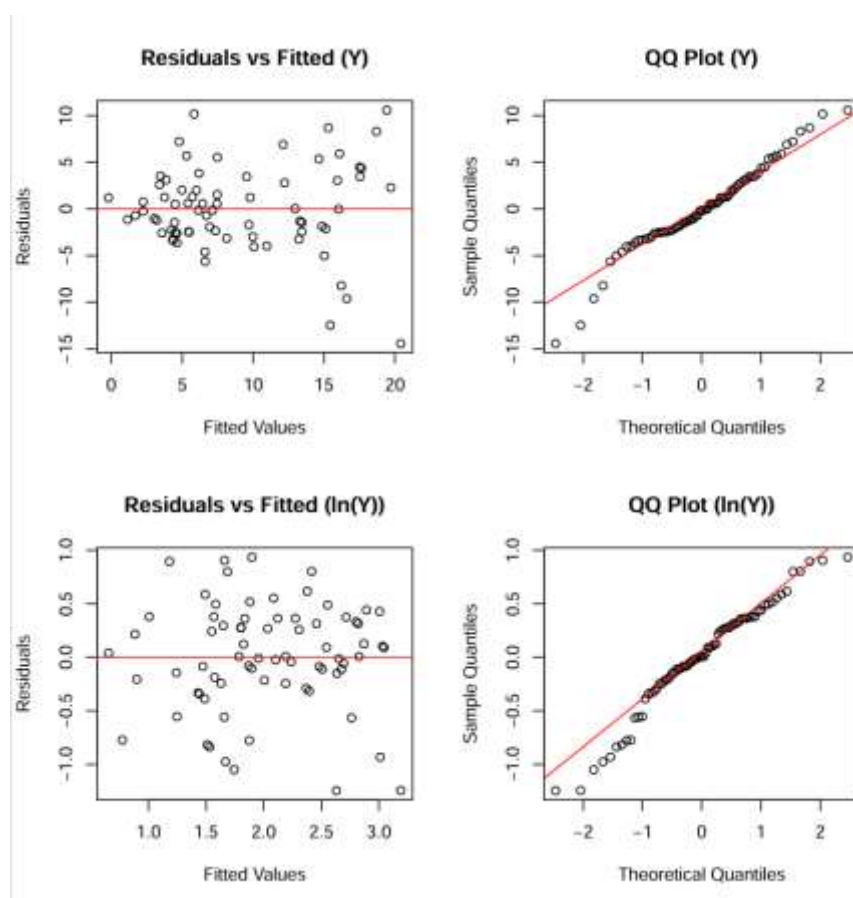 Residuals vs Fitted (Y)
Residuals
10
5
0
−5
−10
−15
0 5 10 15 20
Fitted Values
QQ Plot (Y)
Sample Quantiles
10
5
0
−5
−10
−15
−2 −1 0 1 2
Theoretical Quantiles
Residuals vs Fitted (ln(Y))
Residuals
1.0
0.5
0.0
−0.5
−1.0
1.0 1.5 2.0 2.5 3.0
Fitted Values
QQ Plot (ln(Y))
Sample Quantiles
1.0
0.5
0.0
−0.5
−1.0
−2 −1 0 1 2
Theoretical Quantiles